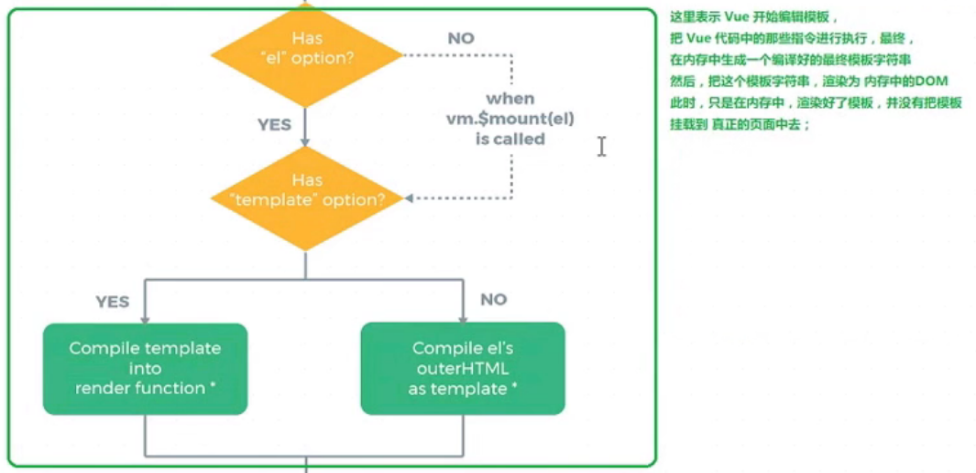 Has
"el" option?
NO
when
vm.$mount(el)
is called
YES
Has
"template" option?
YES
NO
Compile template
into
render function *
Compile el's
outerHTML
as template *
这里表示 Vue 开始编辑模板，
把 Vue 代码中的那些指令进行执行，最终，
在内存中生成一个编译好的最终模板字符串
然后，把这个模板字符串，渲染为 内存中的DOM
此时，只是在内存中，渲染好了模板，并没有把模板
挂载到 真正的页面中去；